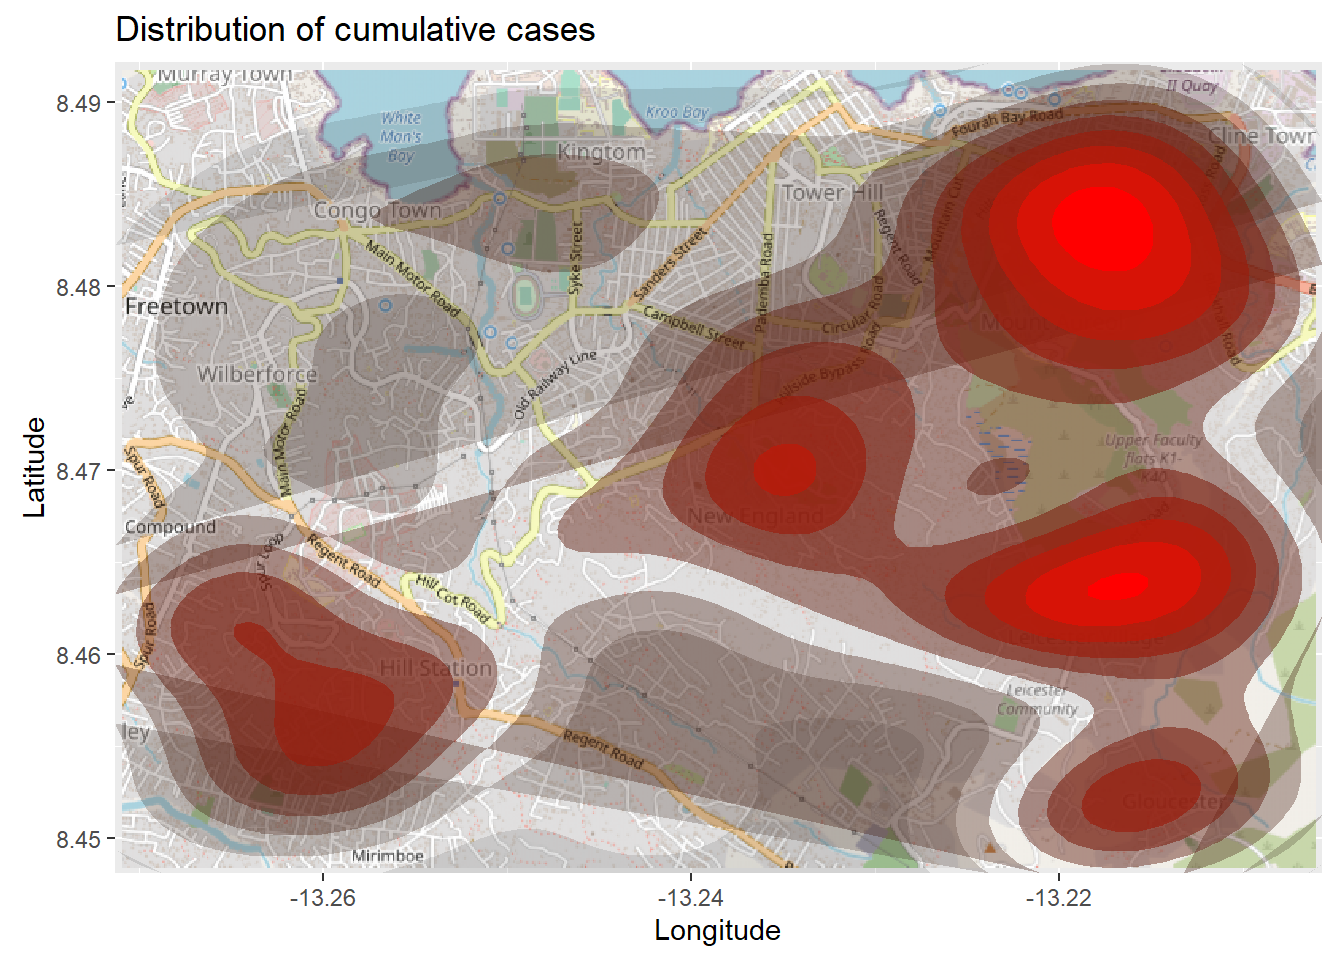 Distribution of cumulative cases
Murray Town
II Quay
8.49
White
Man's
Bay
Kroo Bay
Fourah Bay Road
Cline Town
Kingtom
Tower Hill
Congo Town
Mountain Cut
Regent Road
Main Motor Road
Syke Street
Sanders Street
Pademba Road
8.48
Freetown
Campbell Street
Circular Road
Road
Old Railway Line
Wilberforce
Hillside Bypass Road
Main Motor Road
Upper Faculty
flats K1-
K40
8.47
Spur Road
New England
Compound
Spur Loop
Regent Road
Hill Cot Road
Spur Road
8.46
Hill Station
Leicester
Community
ley
Regent Road
Gloucester
8.45
Mirimboe
-13.26
-13.24
-13.22
Longitude
Latitude